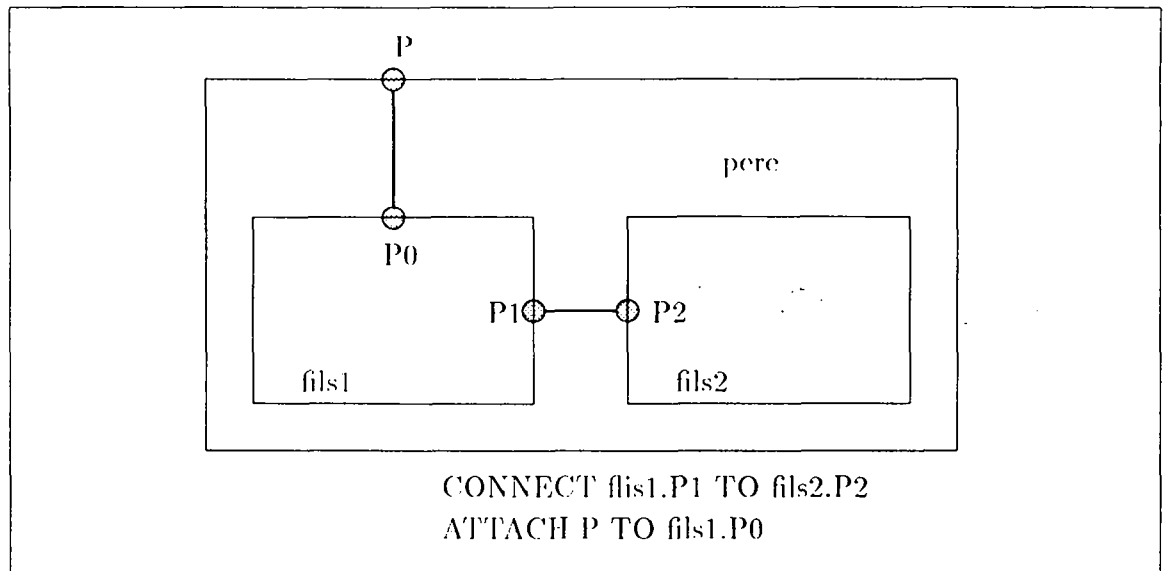 P
pere
P0
P1 P2
fils1 fils2
CONNECT flis1.P1 TO fils2.P2
ATTACH P TO fils1.P0